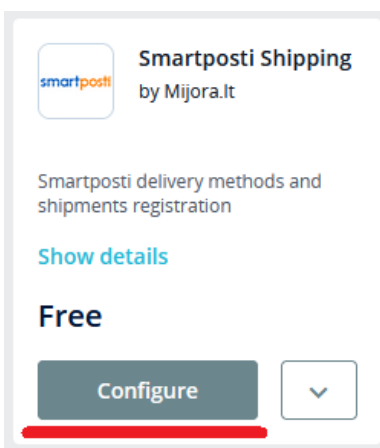 smartposti
Smartposti Shipping
by Mijora.lt
Smartposti delivery methods and
shipments registration
Show details
Free
Configure